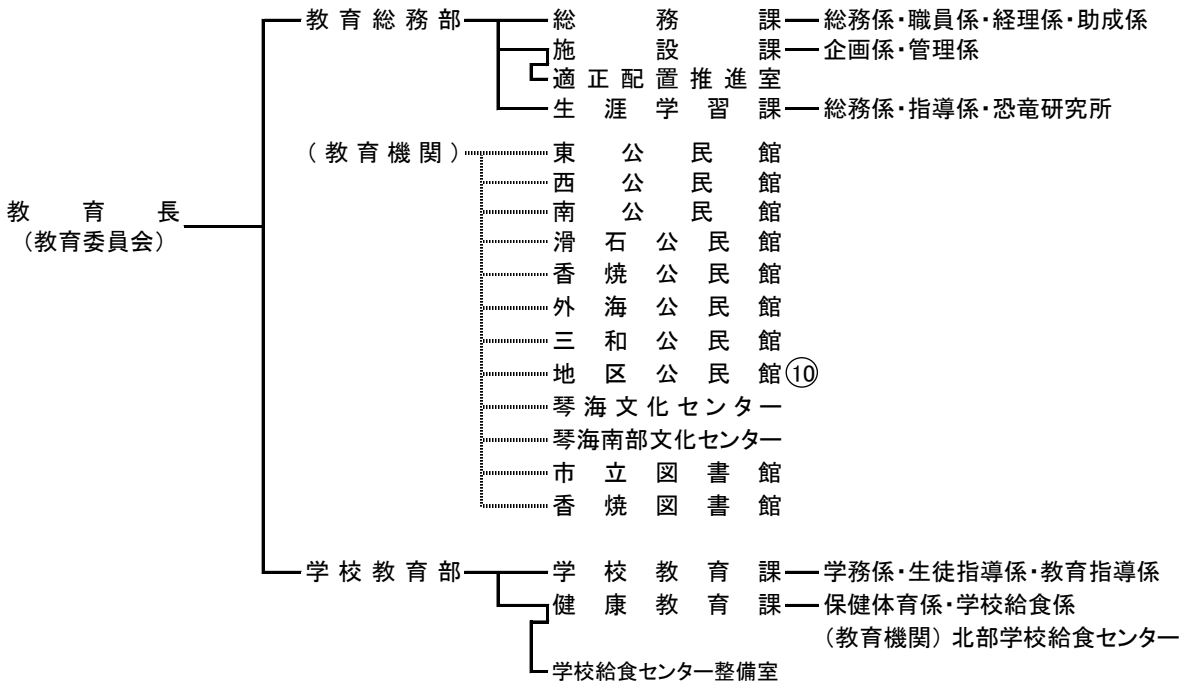 教育総務部 総務課 総務係・職員係・経理係・助成係
施設課 企画係・管理係
適正配置推進室
生涯学習課 総務係・指導係・恐竜研究所
(教育機関) 東公民館
西公民館
南公民館
教育長
(教育委員会)
滑石公民館
香焼公民館
外海公民館
三和公民館
地区公民館⑩
琴海文化センター
琴海南部文化センター
市立図書館
香焼図書館
学校教育部 学校教育課 学務係・生徒指導係・教育指導係
健康教育課 保健体育係・学校給食係
(教育機関) 北部学校給食センター
学校給食センター整備室